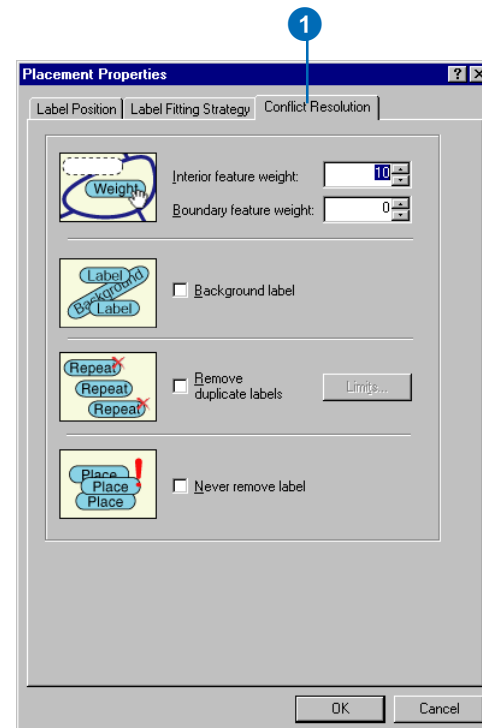 1
Placement Properties
Label Position
Label Fitting Strategy
Conflict Resolution
Weight
Interior feature weight:
10
Boundary feature weight:
0
Label
Background
Label
Background label
Repeat
Repeat
Repeat
Remove
duplicate labels
Limits...
Place
Place
Place
!
Never remove label
OK
Cancel